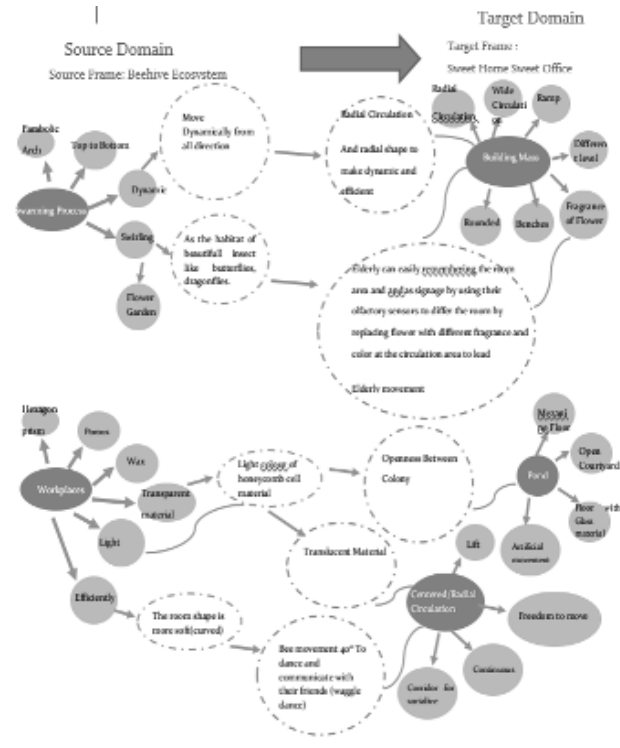 Target Domain
Source Domain
Target Frame :
Source Frame: Beehive Ecosystem
Sweet Home Sweet Office
Parabolic
Arch
Top to Bottom
Move
Dynamically from
all direction
Radial Circulation
And radial shape to
make dynamic and
efficient
Radial
Circulation
Wide
Circulati
on
Ramp
Building Mass
Differen
t level
Dynamic
Swarming Process
Swirling
As the habitat of
beautifull insect
like butterflies,
dragonflies.
Flower
Garden
Rounded
Benches
Fragrance
of Flower
Elderly can easily remembering the room
area and andas signage by using their
olfactory sensors to differ the room by
replacing flower with different fragrance and
color at the circulation area to lead
Elderly movement
Hexagon
prism
Wax
Workplaces
Transparent
material
Light
Light colour of
honeycomb cell
material
Openness Between
Colony
Mezani
ne Floor
Open
Courtyard
Pond
Floor with
Glass
material
Artificial
movement
Translucent Material
Lift
Efficiently
The room shape is
more soft(curved)
Centered/Radial
Circulation
Freedom to move
Bee movement 40° To
dance and
communicate with
their friends (waggle
dance)
Continuous
Corridor for
socialize